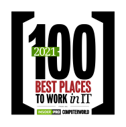 2021
100
BEST PLACES
TO WORK in IT
COMPUTERWORLD